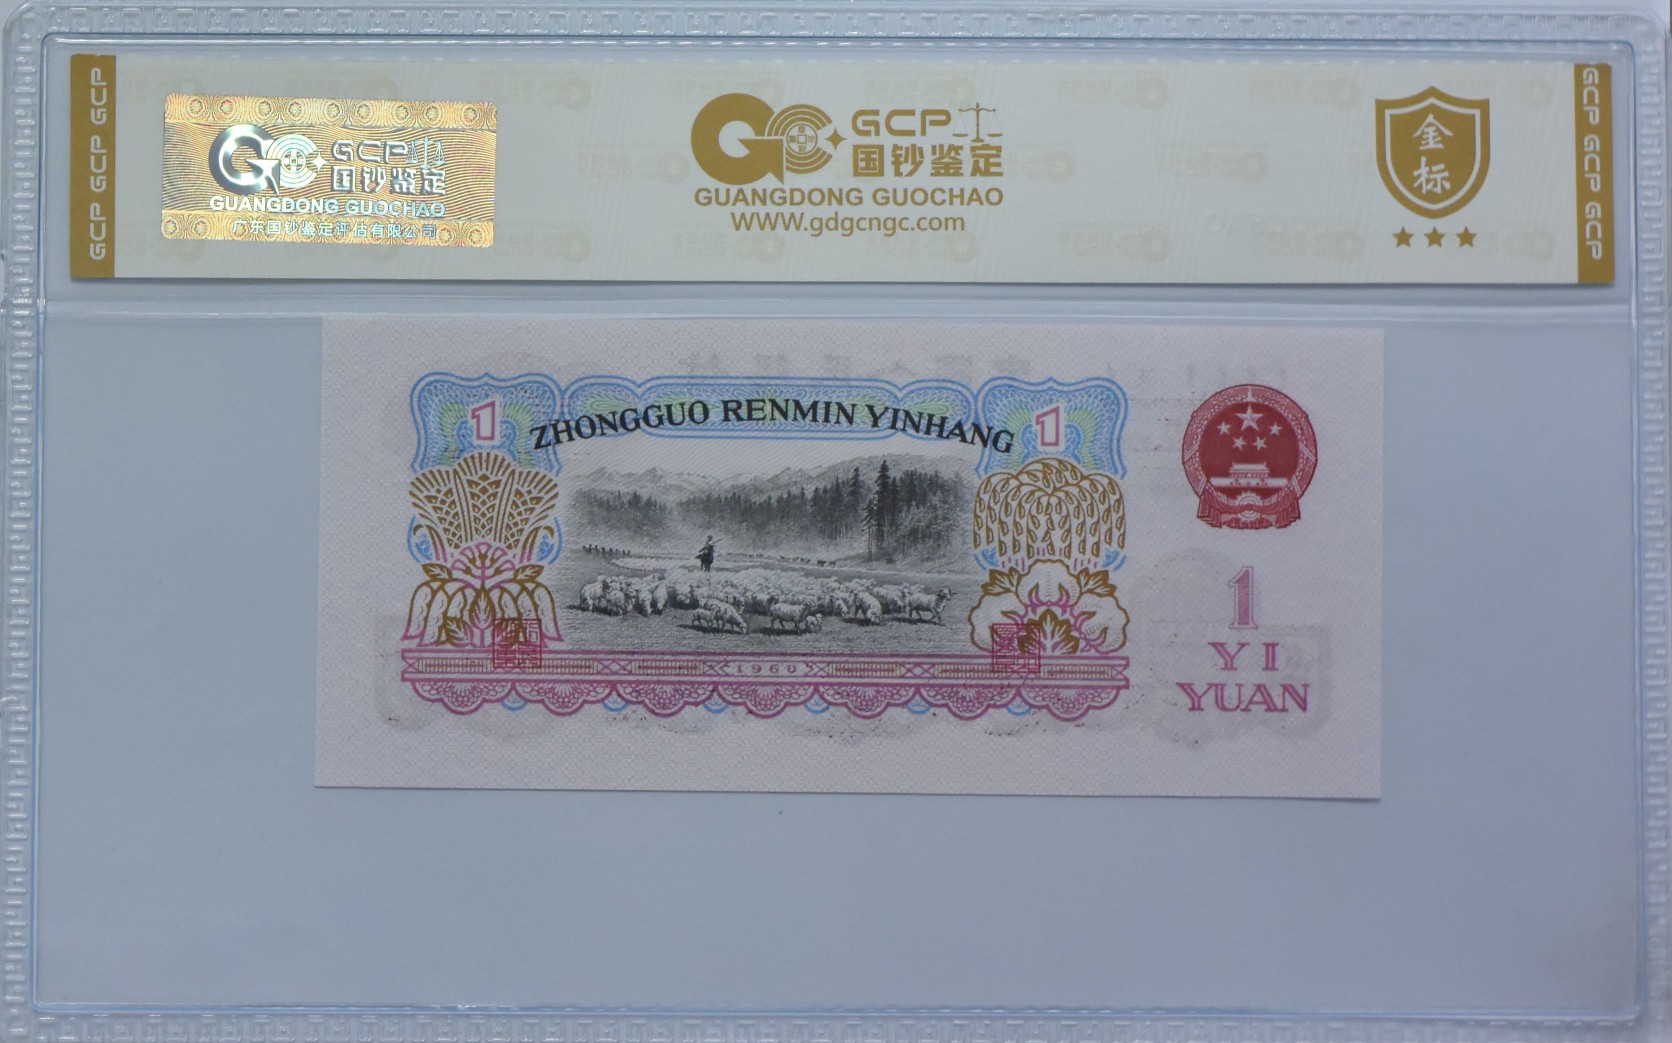 GCP GCP GCP
GUANGDONG GUOCHAO
GCP
国钞鉴定
GUANGDONG GUOCHAO
广东国钞鉴定评估有限公司
GCP
国钞鉴定
GUANGDONG GUOCHAO
WWW.gdgcngc.com
金标
GCP GCP GCP
1
ZHONGGUO RENMIN YINHANG
1
1960
1
YI
YUAN